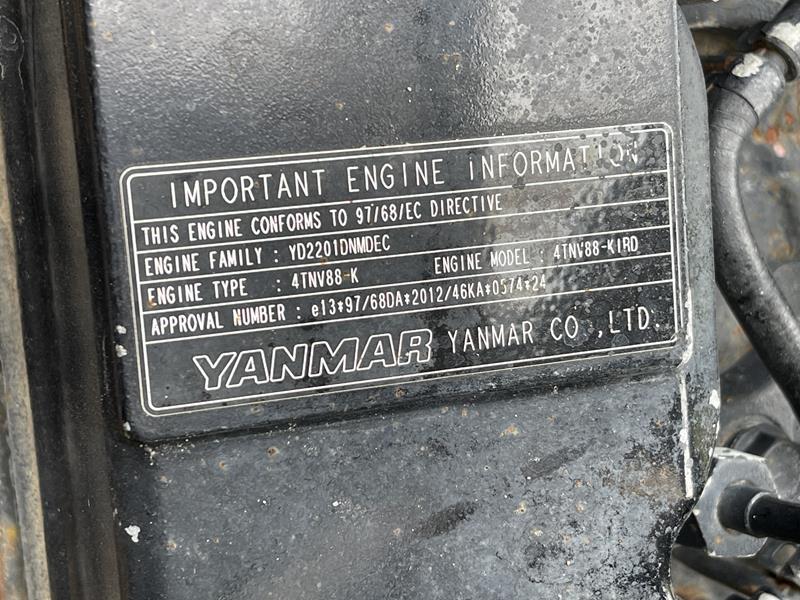 IMPORTANT ENGINE INFORMATION
THIS ENGINE CONFORMS TO 97/68/EC DIRECTIVE
ENGINE FAMILY : YD2201DNMDEC
ENGINE TYPE : 4TNV88-K ENGINE MODEL : 4TNV88-KIRD
APPROVAL NUMBER : e13*97/68DA*2012/46KA*0574*24
YANMAR YANMAR CO.,LTD.